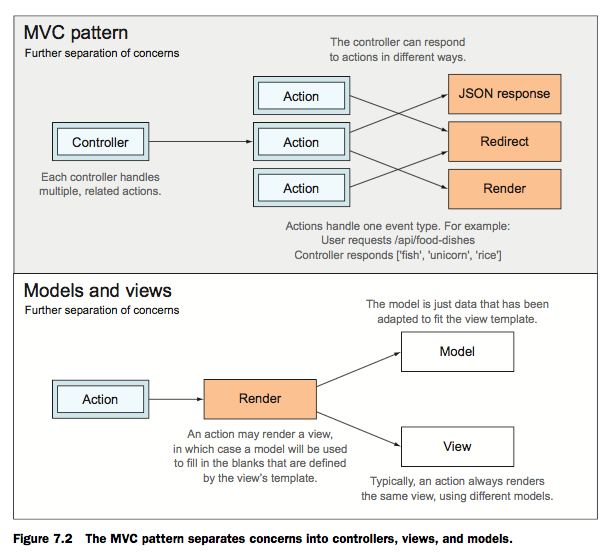 MVC pattern
Further separation of concerns
The controller can respond
to actions in different ways.
Action
JSON response
Controller
Action
Redirect
Each controller handles
multiple, related actions.
Action
Render
Actions handle one event type. For example:
User requests /api/food-dishes
Controller responds ['fish', 'unicorn', 'rice']
Models and views
Further separation of concerns
The model is just data that has been
adapted to fit the view template.
Model
Action
Render
An action may render a view,
in which case a model will be used
to fill in the blanks that are defined
by the view's template.
View
Typically, an action always renders
the same view, using different models.
Figure 7.2 The MVC pattern separates concerns into controllers, views, and models.